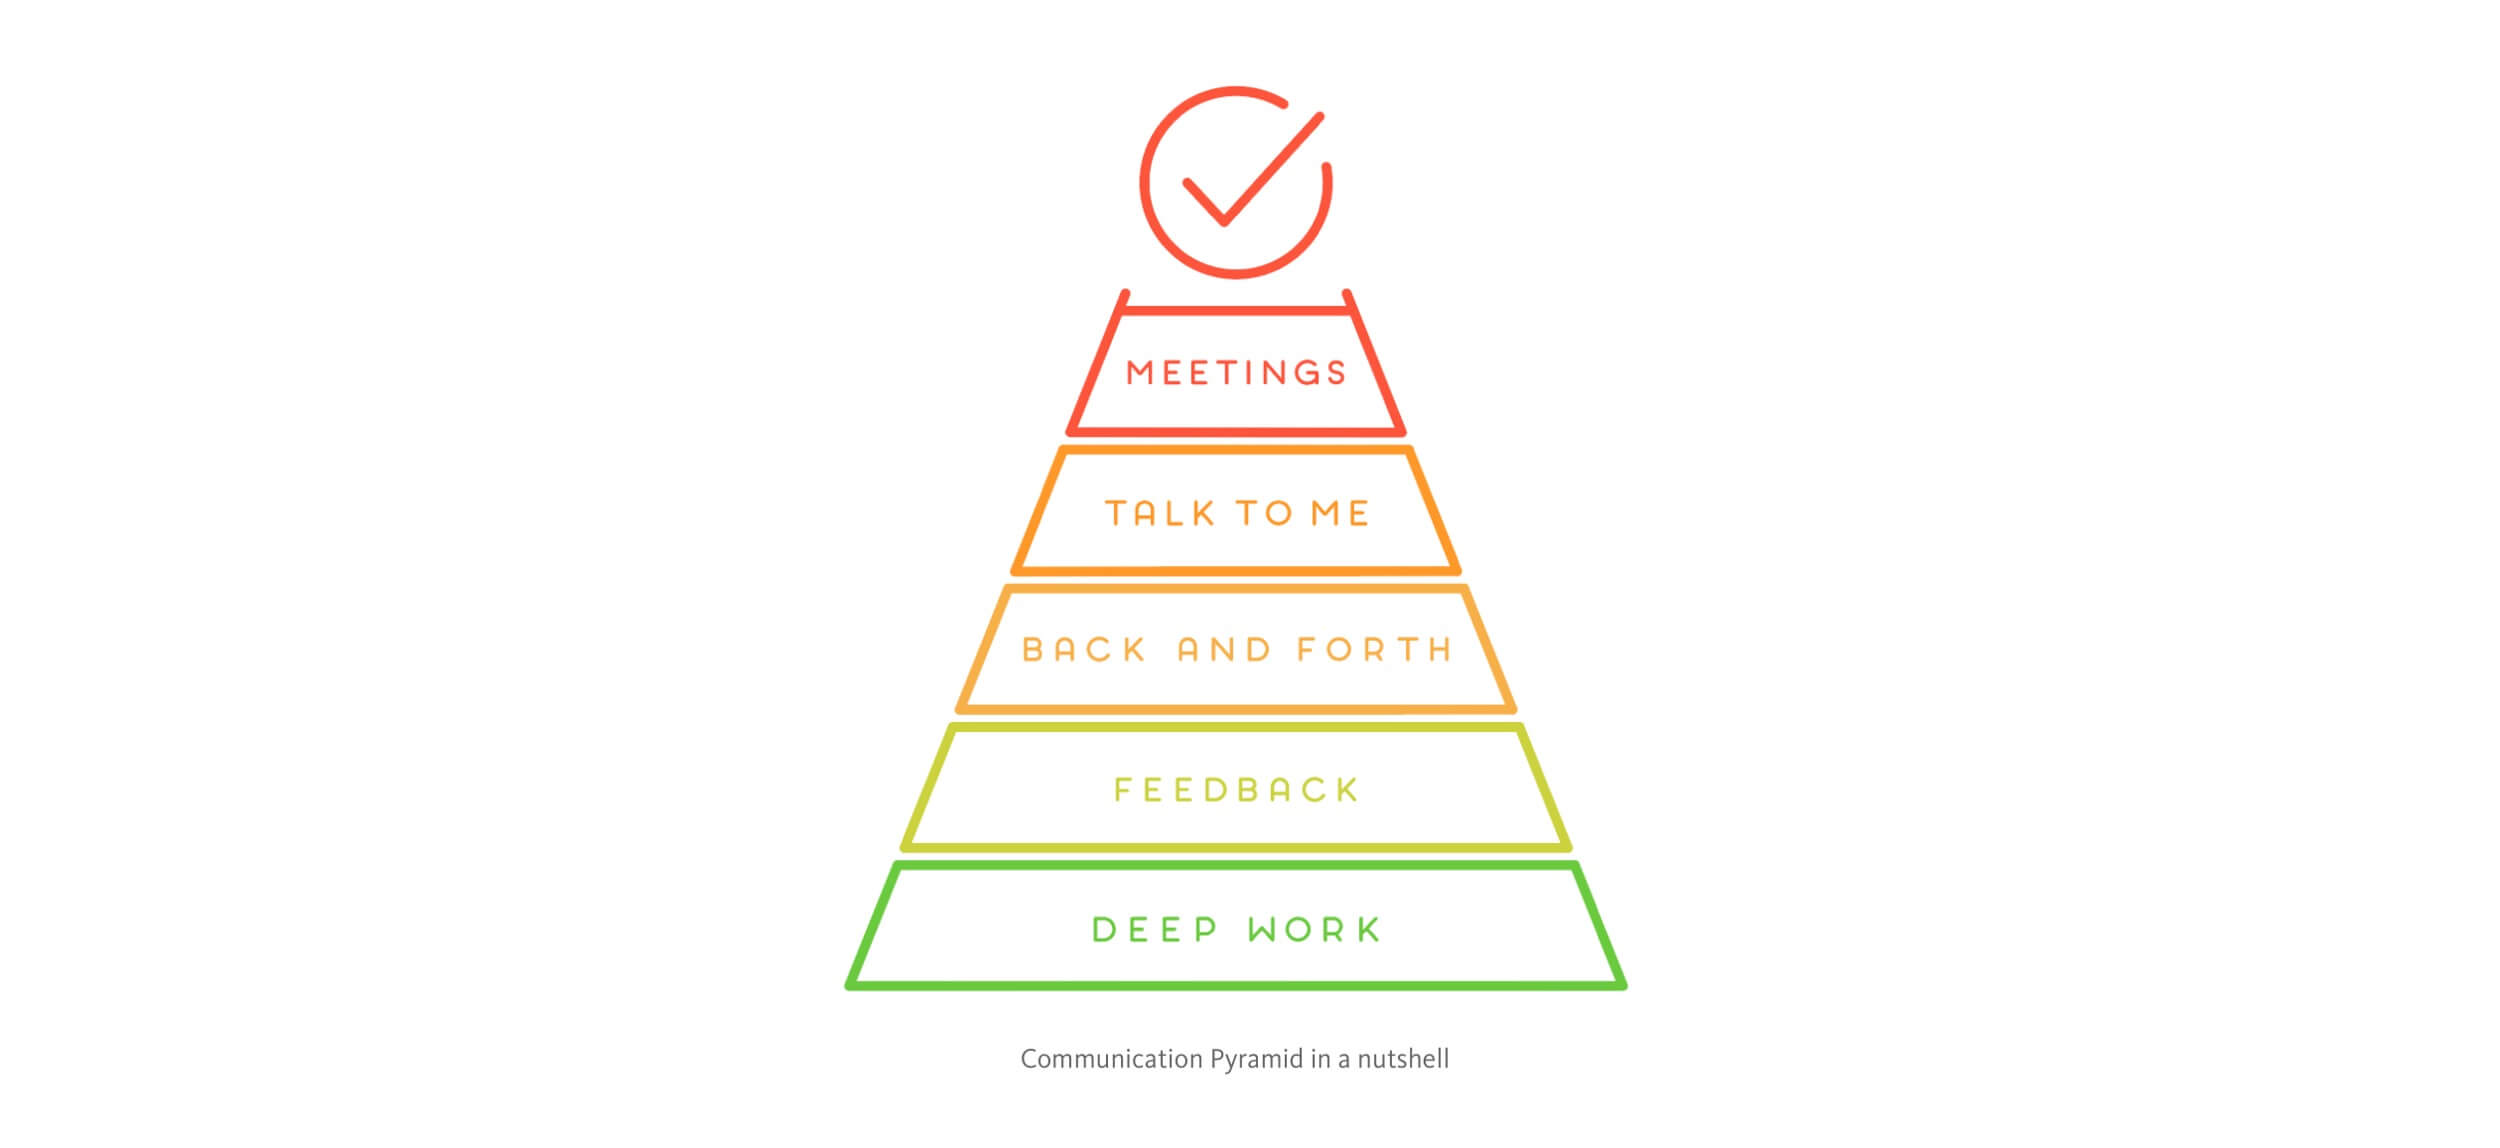 MEETINGS
TALK TO ME
BACK AND FORTH
FEEDBACK
DEEP WORK
Communication Pyramid in a nutshell